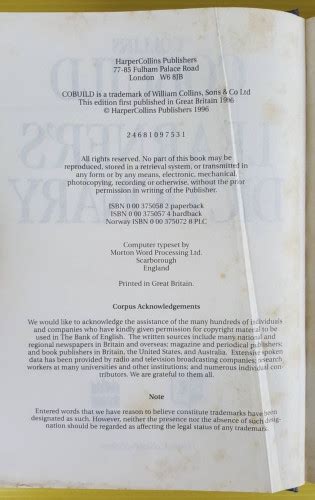 HarperCollins Publishers
77-85 Fulham Palace Road
London W6 8JB
COBUILD is a trademark of William Collins, Sons & Co Ltd
This edition first published in Great Britain 1996
© HarperCollins Publishers 1996
2 4 6 8 10 9 7 5 3 1
All rights reserved. No part of this book may be
reproduced, stored in a retrieval system, or transmitted in
any form or by any means, electronic, mechanical,
photocopying, recording or otherwise, without the prior
permission in writing of the Publisher.
ISBN 0 00 375058 2 paperback
ISBN 0 00 375057 4 hardback
Norway ISBN 0 00 375072 8 PLC
Computer typeset by
Morton Word Processing Ltd.
Scarborough
England
Printed in Great Britain.
Corpus Acknowledgements
We would like to acknowledge the assistance of the many hundreds of individuals
and companies who have kindly given permission for copyright material to be
used in The Bank of English. The written sources include many national and
regional newspapers in Britain and overseas; magazine and periodical publishers;
and book publishers in Britain, the United States, and Australia. Extensive spoken
data has been provided by radio and television broadcasting companies; research
workers at many universities and other institutions; and numerous individual con-
tributors. We are grateful to them all.
Note
Entered words that we have reason to believe constitute trademarks have been
designated as such. However, neither the presence nor the absence of such desig-
nation should be regarded as affecting the legal status of any trademark.